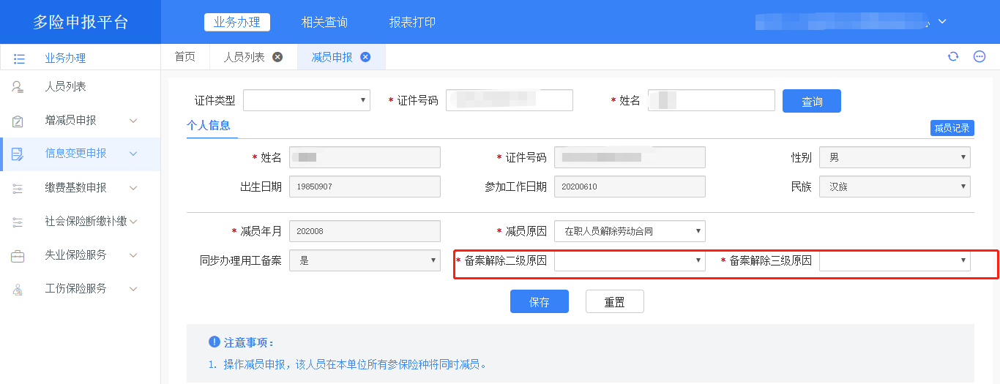 多险申报平台
业务办理 相关查询 报表打印
业务办理
人员列表
增减员申报
信息变更申报
缴费基数申报
社会保险断缴补缴
失业保险服务
工伤保险服务
首页 人员列表 减员申报
证件类型 * 证件号码 * 姓名 查询
个人信息 减员记录
* 姓名 * 证件号码 性别 男
出生日期 19850907 参加工作日期 20200610 民族 汉族
* 减员年月 202008 * 减员原因 在职人员解除劳动合同
同步办理用工备案 是 * 备案解除二级原因 * 备案解除三级原因
保存 重置
注意事项：
1. 操作减员申报，该人员在本单位所有参保险种将同时减员。